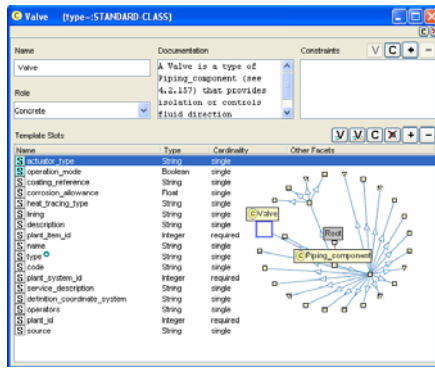 Valve (type=:STANDARD-CLASS)
Name
Documentation
Constraints
V C + −
Valve
A Valve is a type of
Piping_component (see
4.2.157) that provides
isolation or controls
fluid direction
Role
Concrete
Template Slots
Name Type Cardinality Other Facets
S actuator_type String single
S operation_mode Boolean single
S coating_reference String single
S corrosion_allowance Float single
S heat_tracing_type String single
S lining String single
S description String single
S plant_item_id Integer required
S name String single
S type String single
S code String single
S plant_system_id Integer required
S service_description String single
S definition_coordinate_system String single
S operators String single
S plant_id Integer required
S source String single
C Valve
Root
C Piping_component